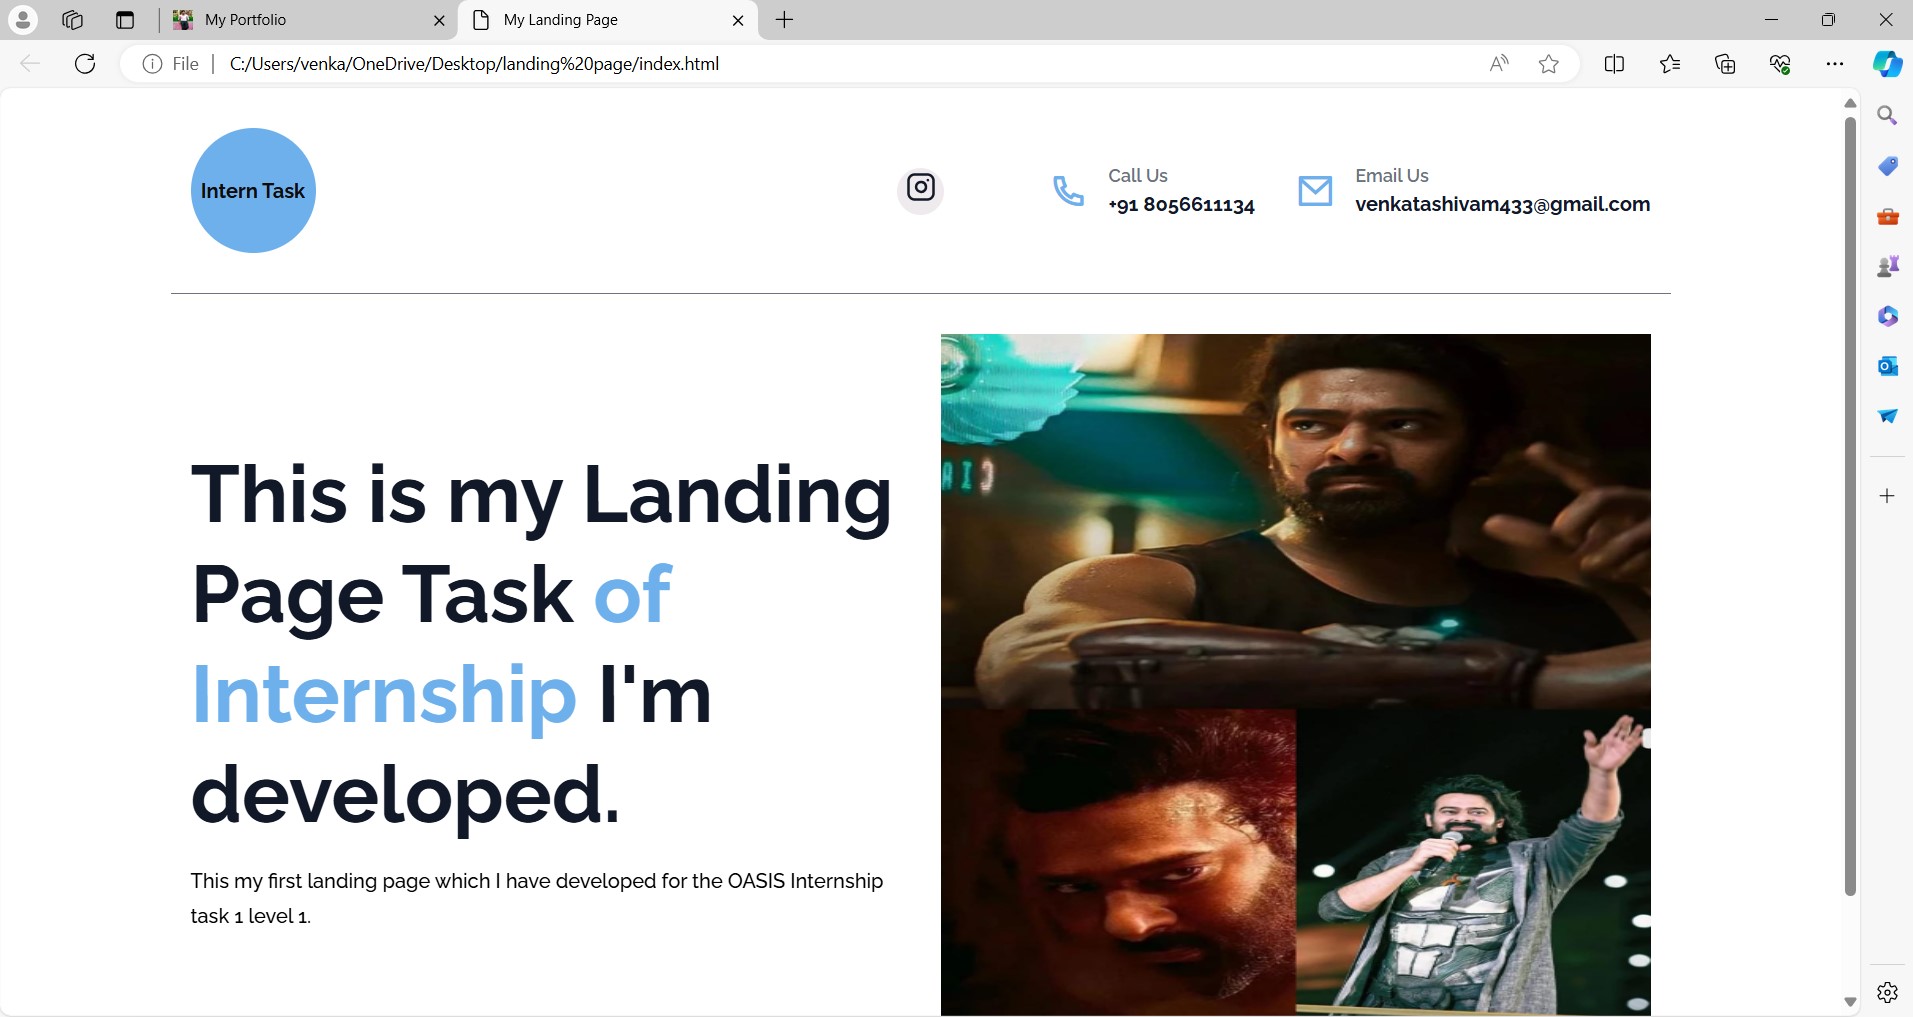 My Portfolio
My Landing Page
File
C:/Users/venka/OneDrive/Desktop/landing%20page/index.html
Intern Task
Call Us
+91 8056611134
Email Us
venkatashivam433@gmail.com
This is my Landing
Page Task of
Internship I'm
developed.
This my first landing page which I have developed for the OASIS Internship
task 1 level 1.